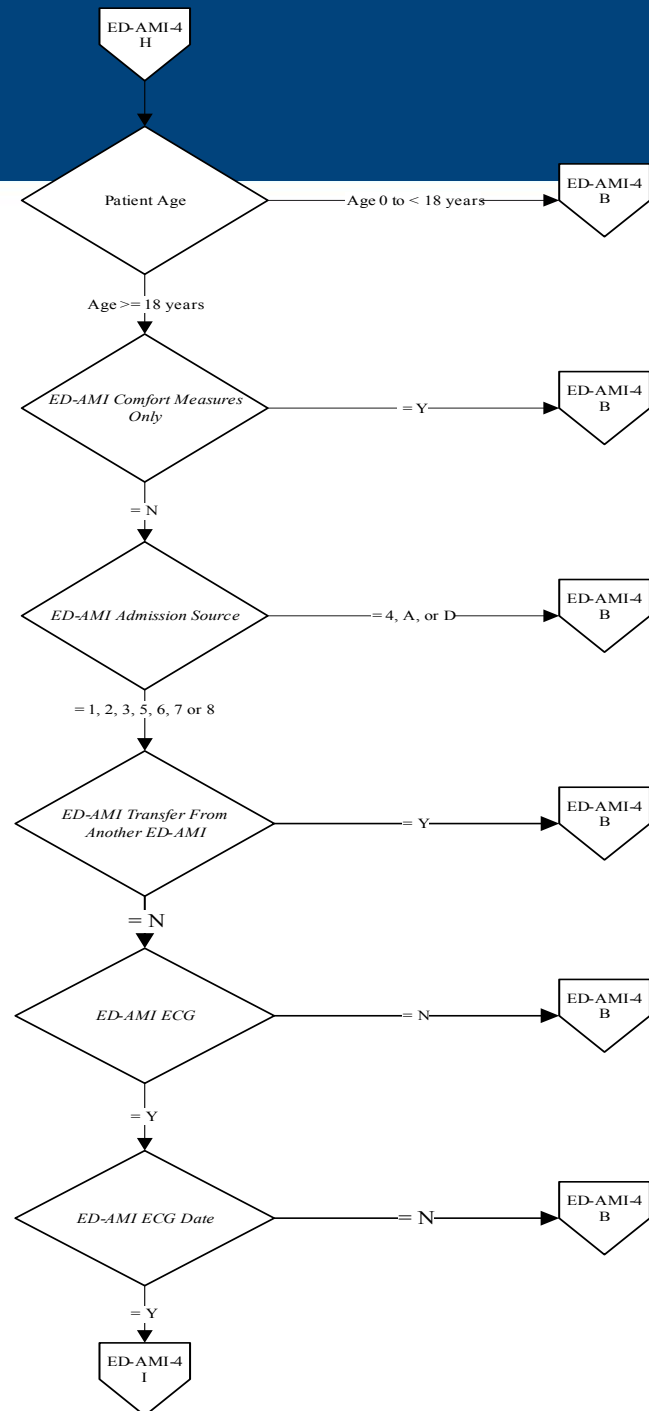 ED-AMI-4
H
Patient Age
Age 0 to < 18 years
ED-AMI-4
B
Age >= 18 years
ED-AMI Comfort Measures
Only
= Y
ED-AMI-4
B
= N
ED-AMI Admission Source
= 4, A, or D
ED-AMI-4
B
= 1, 2, 3, 5, 6, 7 or 8
ED-AMI Transfer From
Another ED-AMI
= Y
ED-AMI-4
B
= N
ED-AMI ECG
= N
ED-AMI-4
B
= Y
ED-AMI ECG Date
= N
ED-AMI-4
B
= Y
ED-AMI-4
I